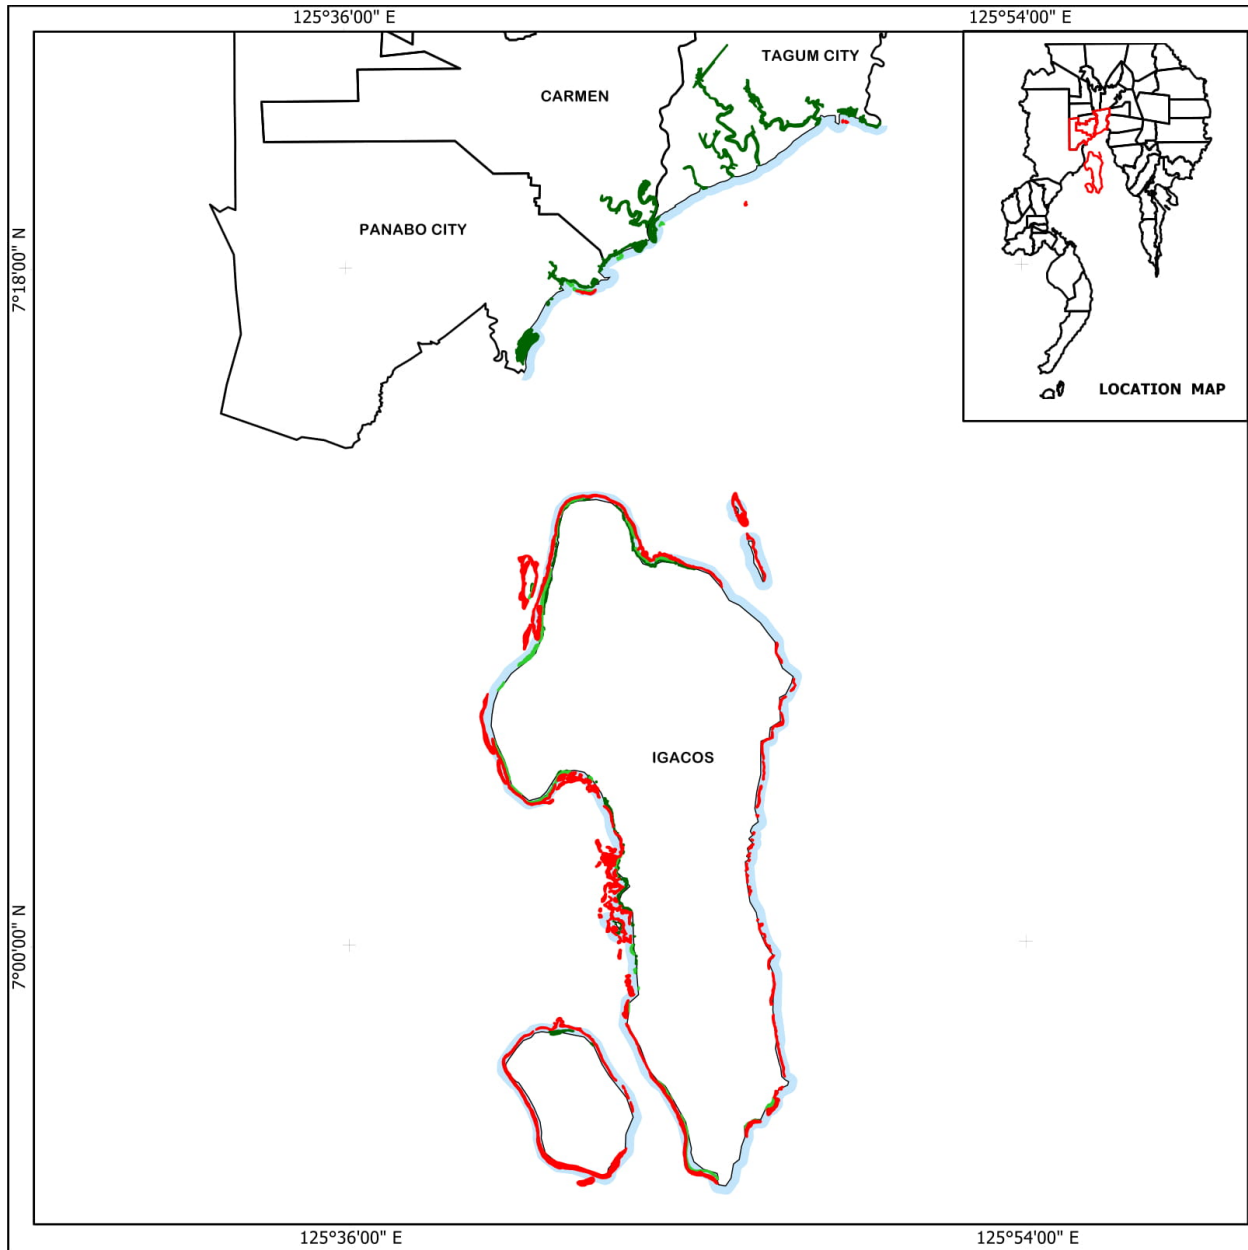 125°36'00" E
125°54'00" E
TAGUM CITY
CARMEN
PANABO CITY
7°18'00" N
LOCATION MAP
IGACOS
7°00'00" N
125°36'00" E
125°54'00" E